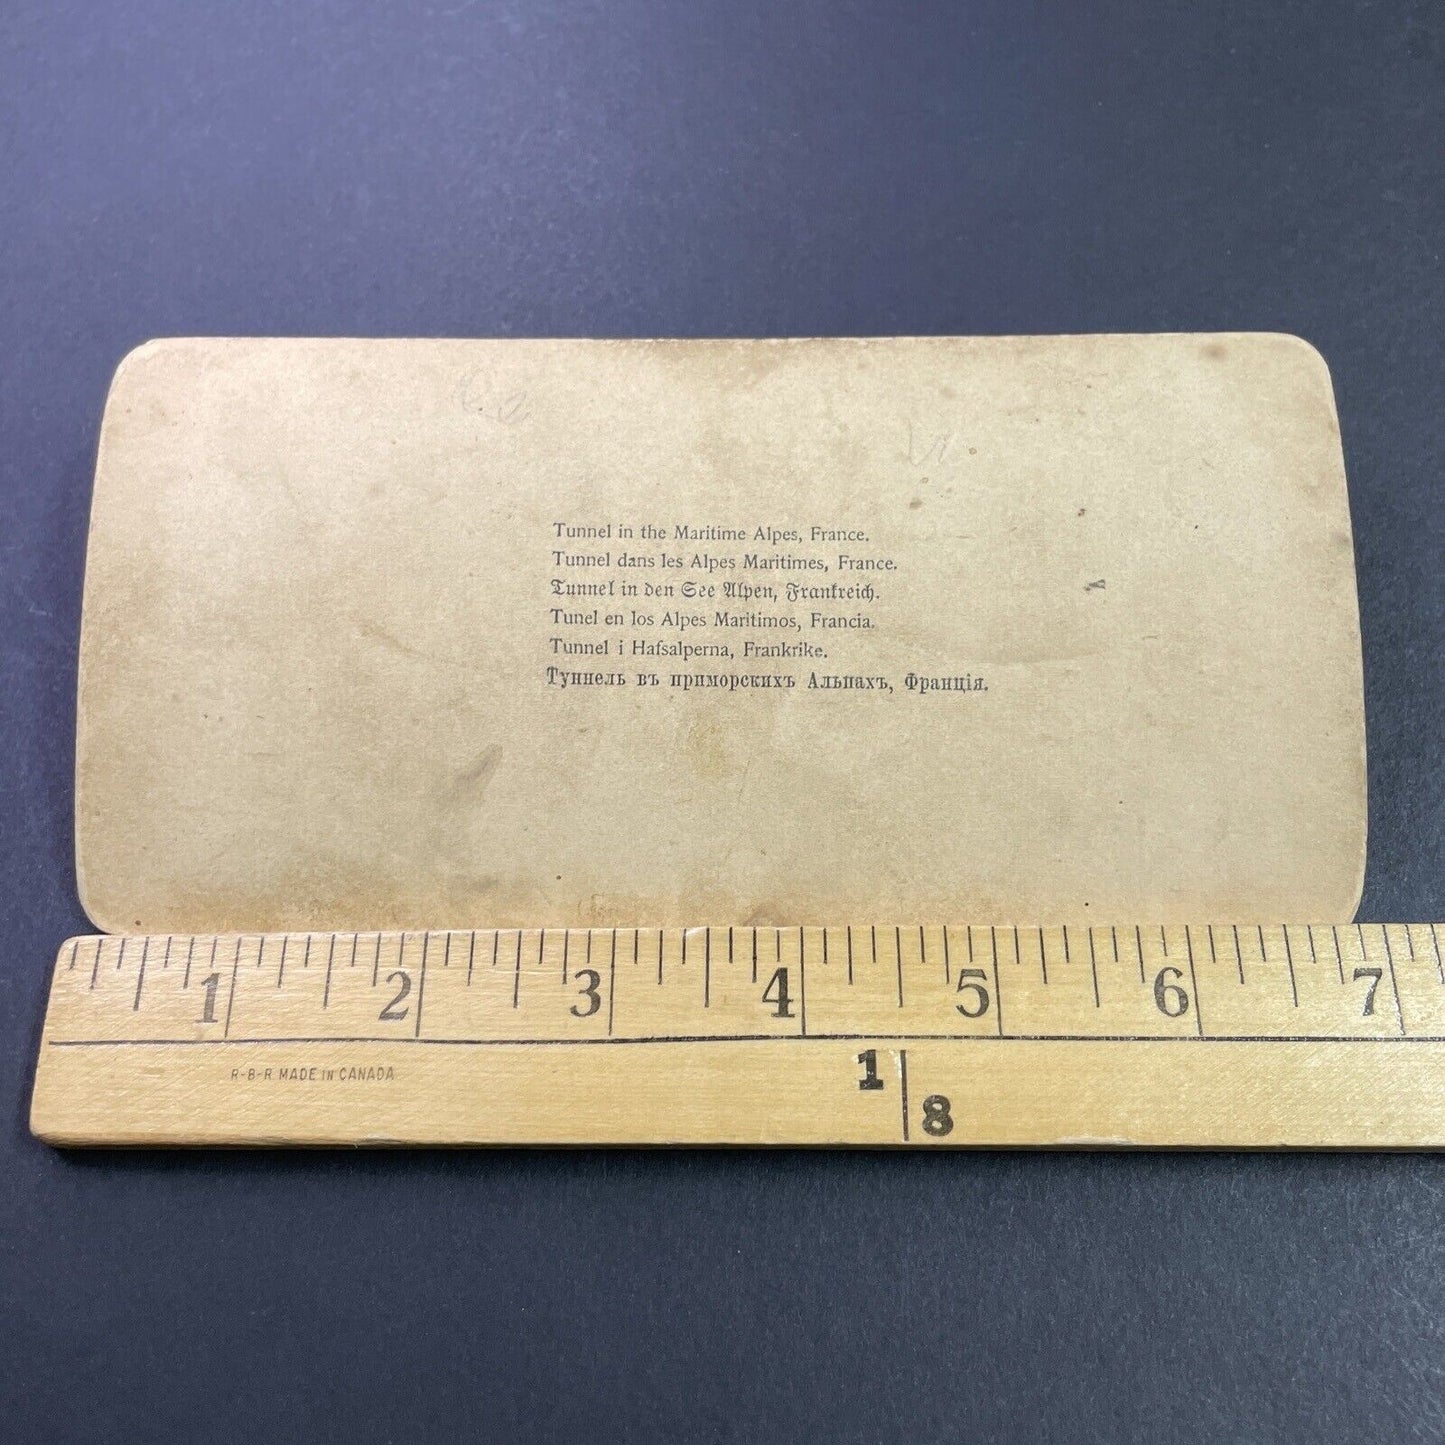 Tunnel in the Maritime Alpes, France.
Tunnel dans les Alpes Maritimes, France.
Tunnel in den See Alpen, Frankreich.
Tunel en los Alpes Maritimos, Francia.
Tunnel i Hafsalperna, Frankrike.
Туннель въ приморскихъ Альпахъ, Франція.
1 2 3 4 5 6 7
R-B-R MADE IN CANADA
1
8